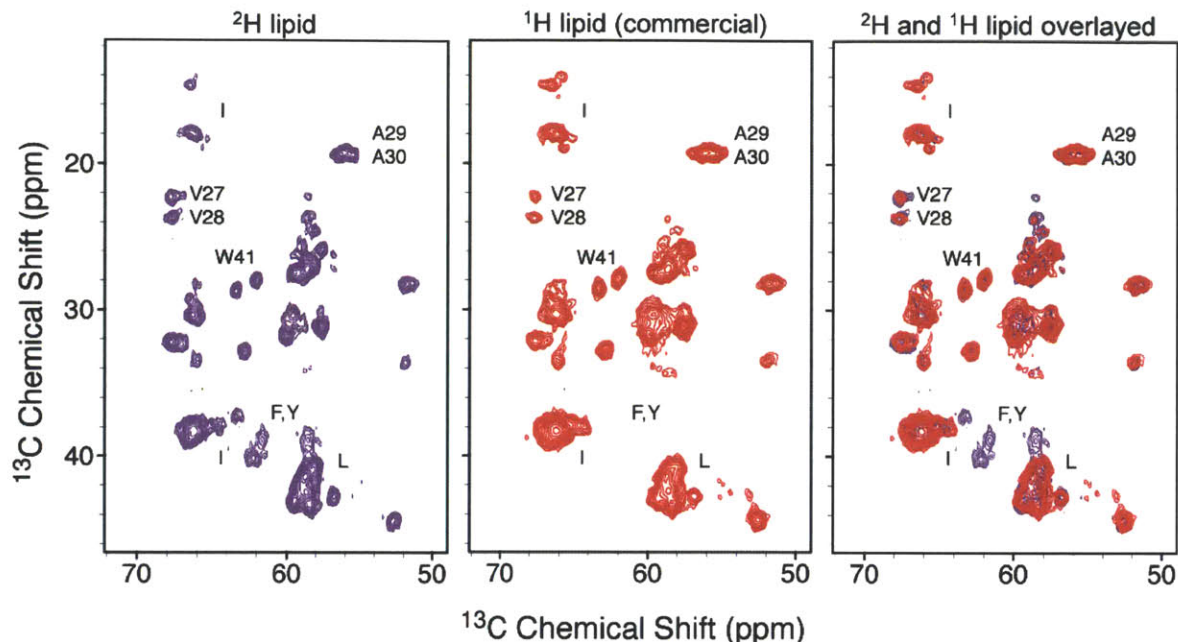 ²H lipid
¹H lipid (commercial)
²H and ¹H lipid overlayed
I
A29
A30
V27
V28
W41
F,Y
I
L
I
A29
A30
V27
V28
W41
F,Y
I
L
I
A29
A30
V27
V28
W41
F,Y
I
L
20
30
40
70
60
50
70
60
50
70
60
50
¹³C Chemical Shift (ppm)
¹³C Chemical Shift (ppm)